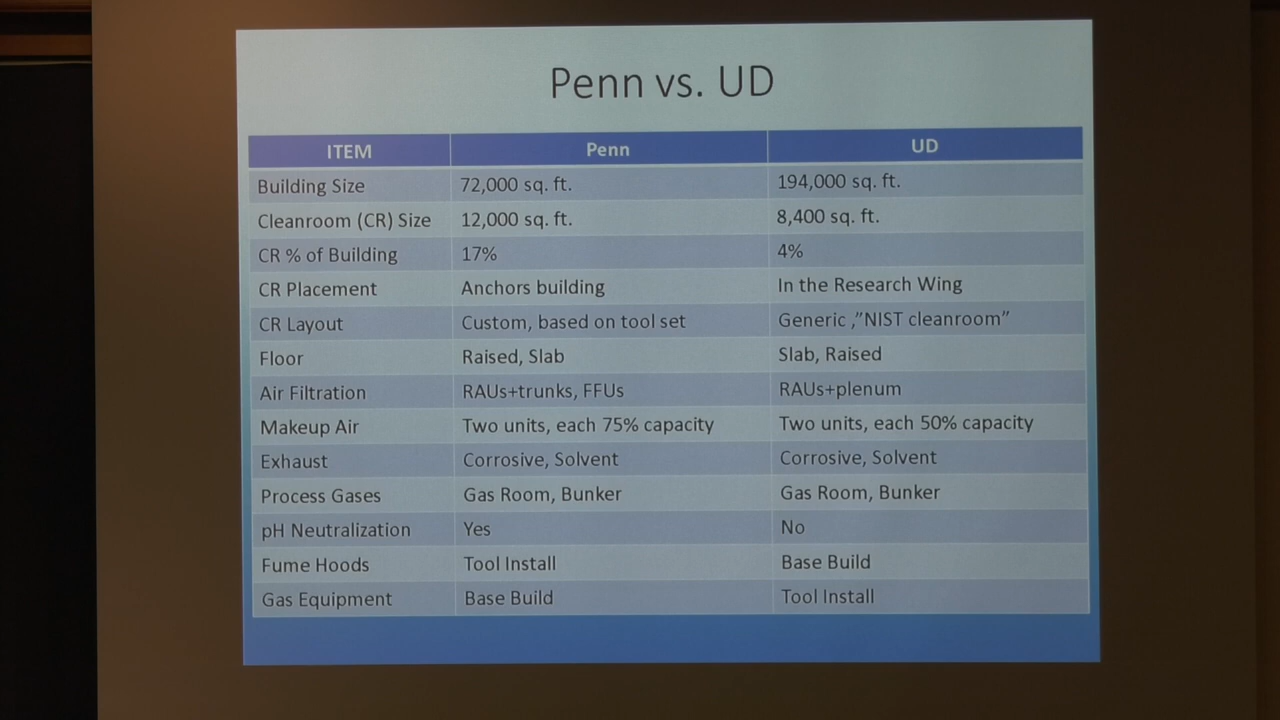 Penn vs. UD
ITEM Penn UD
Building Size 72,000 sq. ft. 194,000 sq. ft.
Cleanroom (CR) Size 12,000 sq. ft. 8,400 sq. ft.
CR % of Building 17% 4%
CR Placement Anchors building In the Research Wing
CR Layout Custom, based on tool set Generic ,”NIST cleanroom”
Floor Raised, Slab Slab, Raised
Air Filtration RAUs+trunks, FFUs RAUs+plenum
Makeup Air Two units, each 75% capacity Two units, each 50% capacity
Exhaust Corrosive, Solvent Corrosive, Solvent
Process Gases Gas Room, Bunker Gas Room, Bunker
pH Neutralization Yes No
Fume Hoods Tool Install Base Build
Gas Equipment Base Build Tool Install